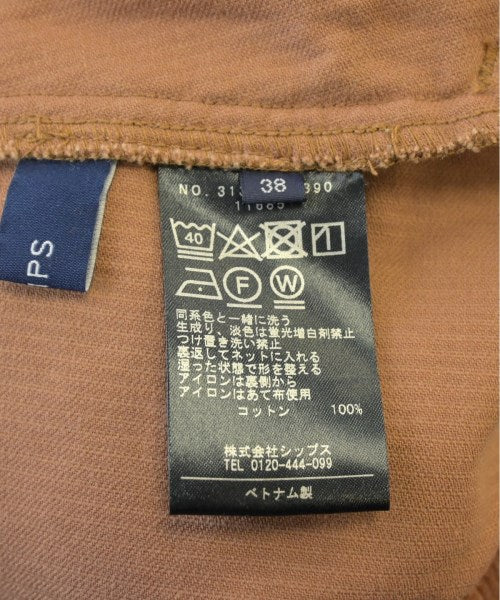 38
NO. 313 390
11665
40
F
W
同系色と一緒に洗う
生成り、淡色は蛍光増白剤禁止
つけ置き洗い禁止
裏返してネットに入れる
湿った状態で形を整える
アイロンは裏側から
アイロンはあて布使用
コットン 100%
株式会社シップス
TEL 0120-444-099
ベトナム製
IPS